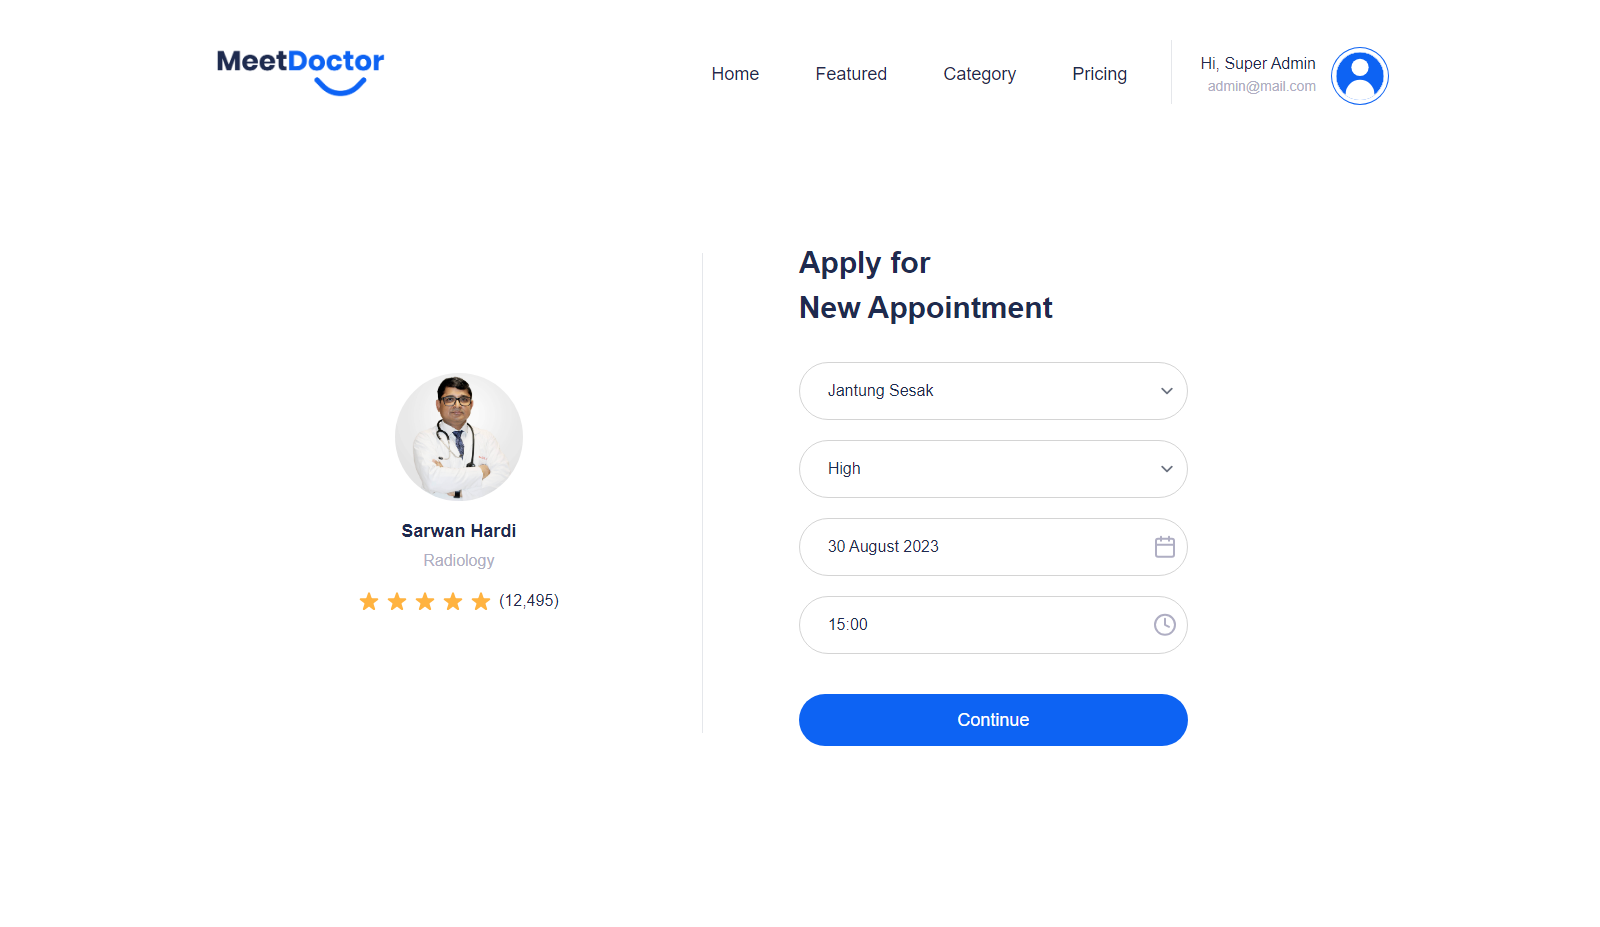 MeetDoctor
Home
Featured
Category
Pricing
Hi, Super Admin
admin@mail.com
Sarwan Hardi
Radiology
(12,495)
Apply for
New Appointment
Jantung Sesak
High
30 August 2023
15:00
Continue